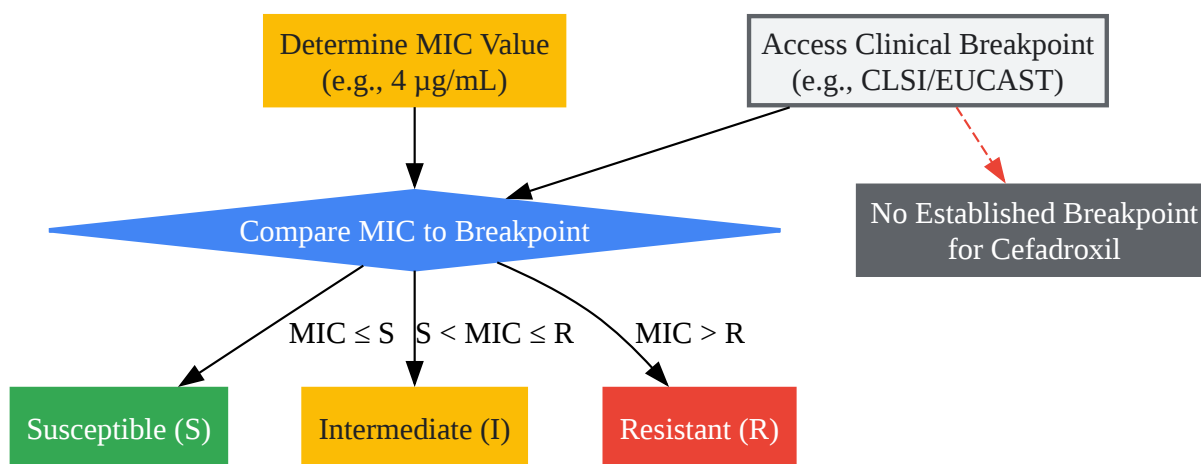 Determine MIC Value
(e.g., 4 µg/mL)
Access Clinical Breakpoint
(e.g., CLSI/EUCAST)
No Established Breakpoint
for Cefadroxil
Compare MIC to Breakpoint
MIC ≤ S
S < MIC ≤ R
MIC > R
Susceptible (S)
Intermediate (I)
Resistant (R)